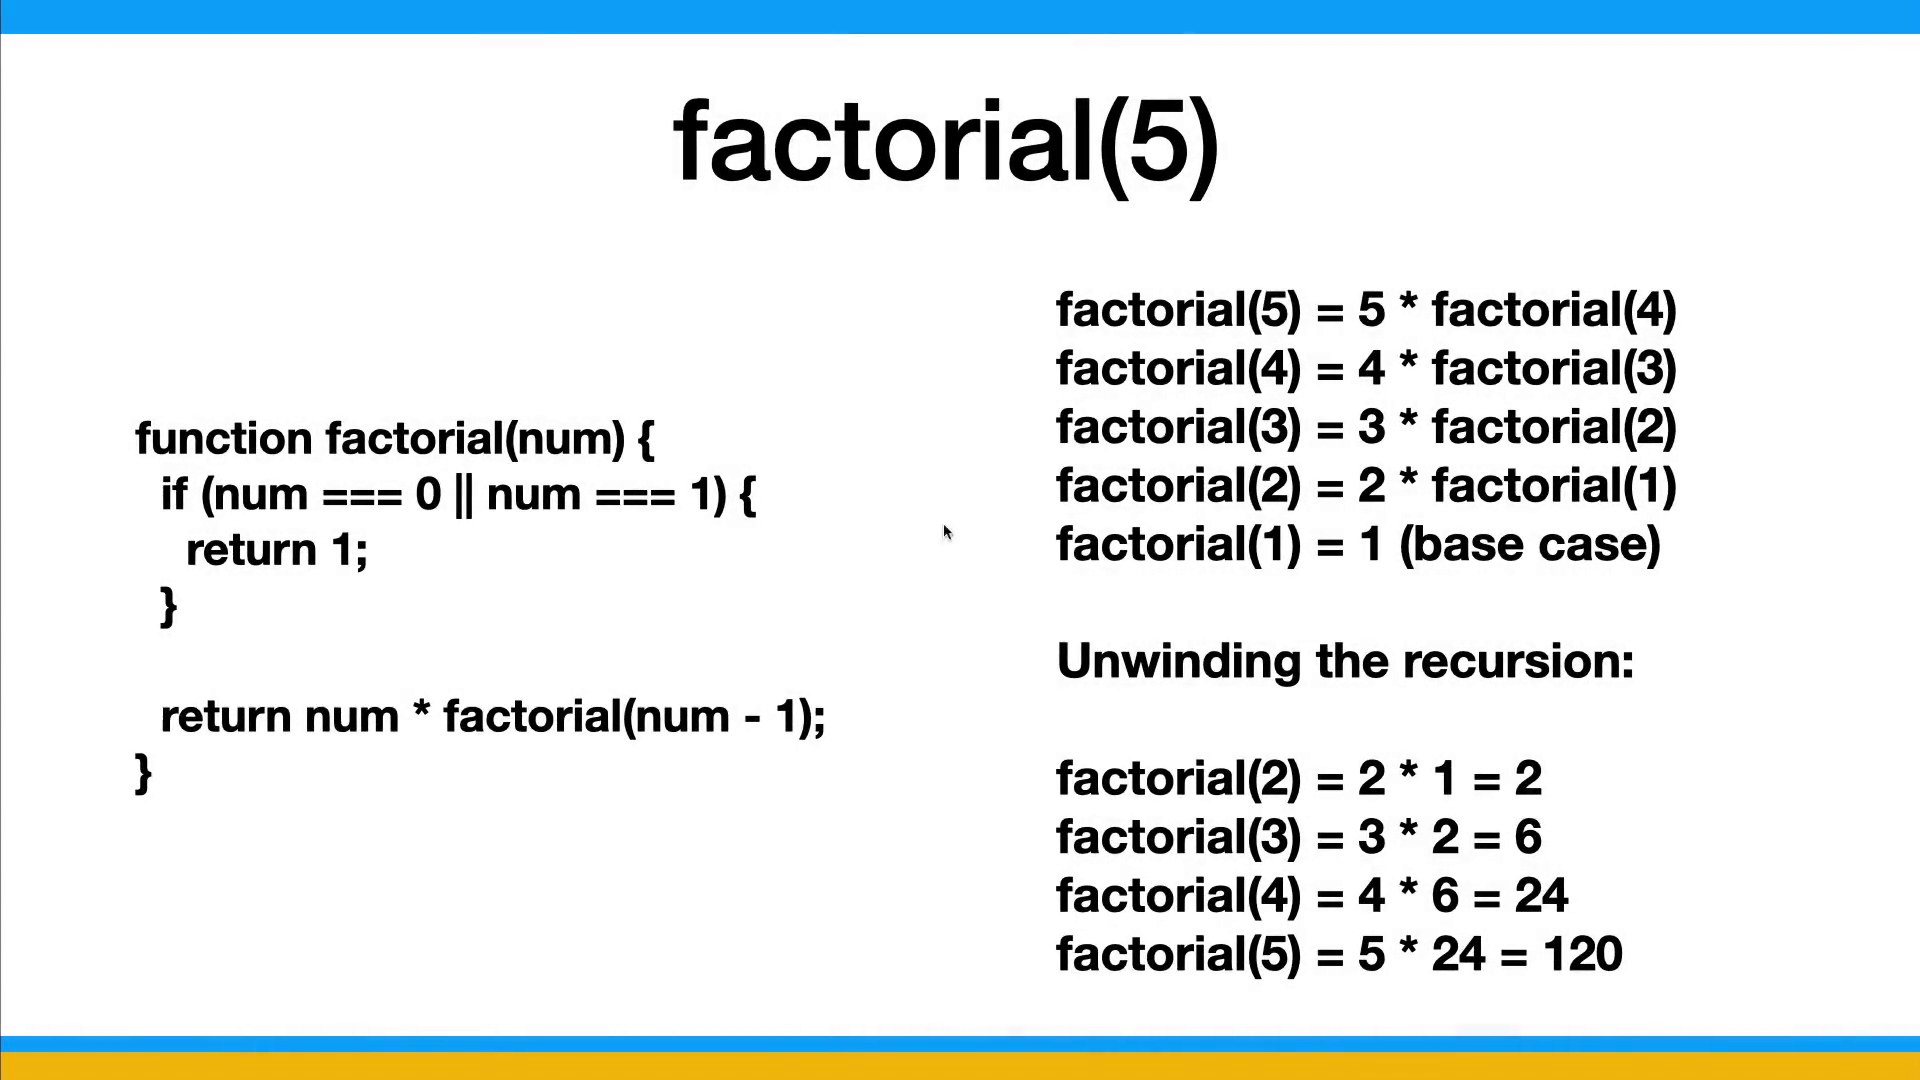 factorial(5)
function factorial(num) {
if (num === 0 || num === 1) {
return 1;
}
return num * factorial(num - 1);
}
factorial(5) = 5 * factorial(4)
factorial(4) = 4 * factorial(3)
factorial(3) = 3 * factorial(2)
factorial(2) = 2 * factorial(1)
factorial(1) = 1 (base case)
Unwinding the recursion:
factorial(2) = 2 * 1 = 2
factorial(3) = 3 * 2 = 6
factorial(4) = 4 * 6 = 24
factorial(5) = 5 * 24 = 120